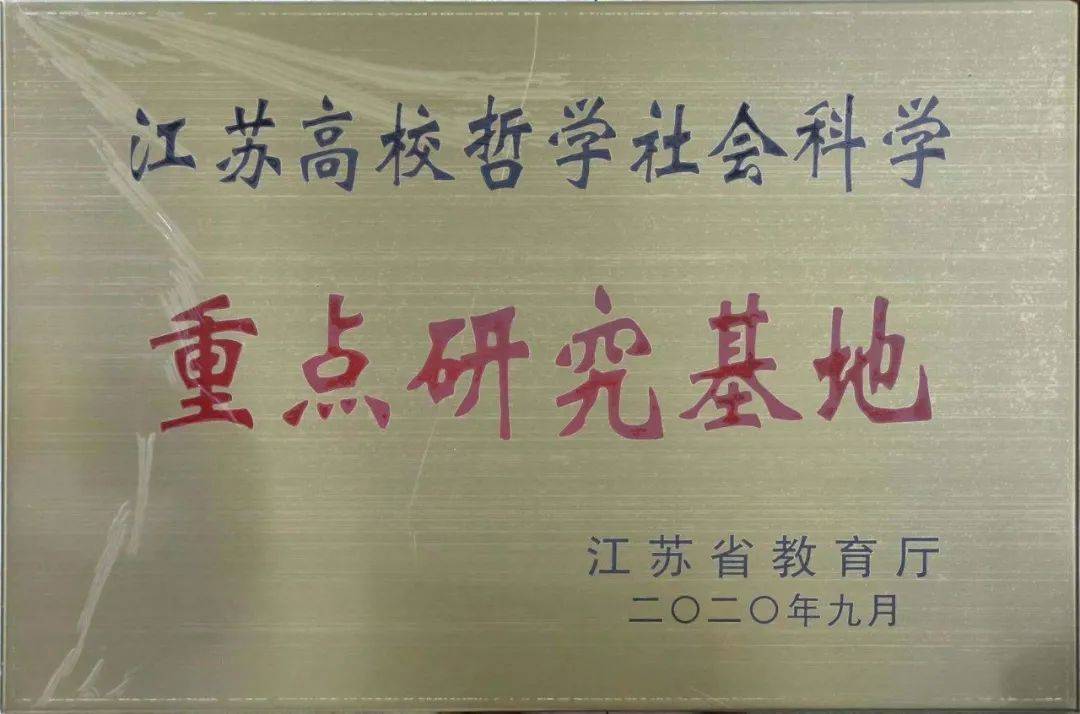 江苏高校哲学社会科学
重点研究基地
江苏省教育厅
二〇二〇年九月